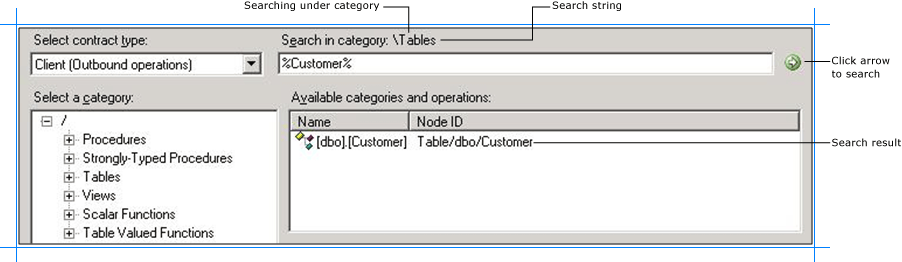 Searching under category
Search string
Select contract type:
Search in category: \Tables
Client (Outbound operations)
%Customer%
Click arrow
to search
Select a category:
Available categories and operations:
Name
Node ID
/
[dbo].[Customer]
Table/dbo/Customer
Search result
Procedures
Strongly-Typed Procedures
Tables
Views
Scalar Functions
Table Valued Functions